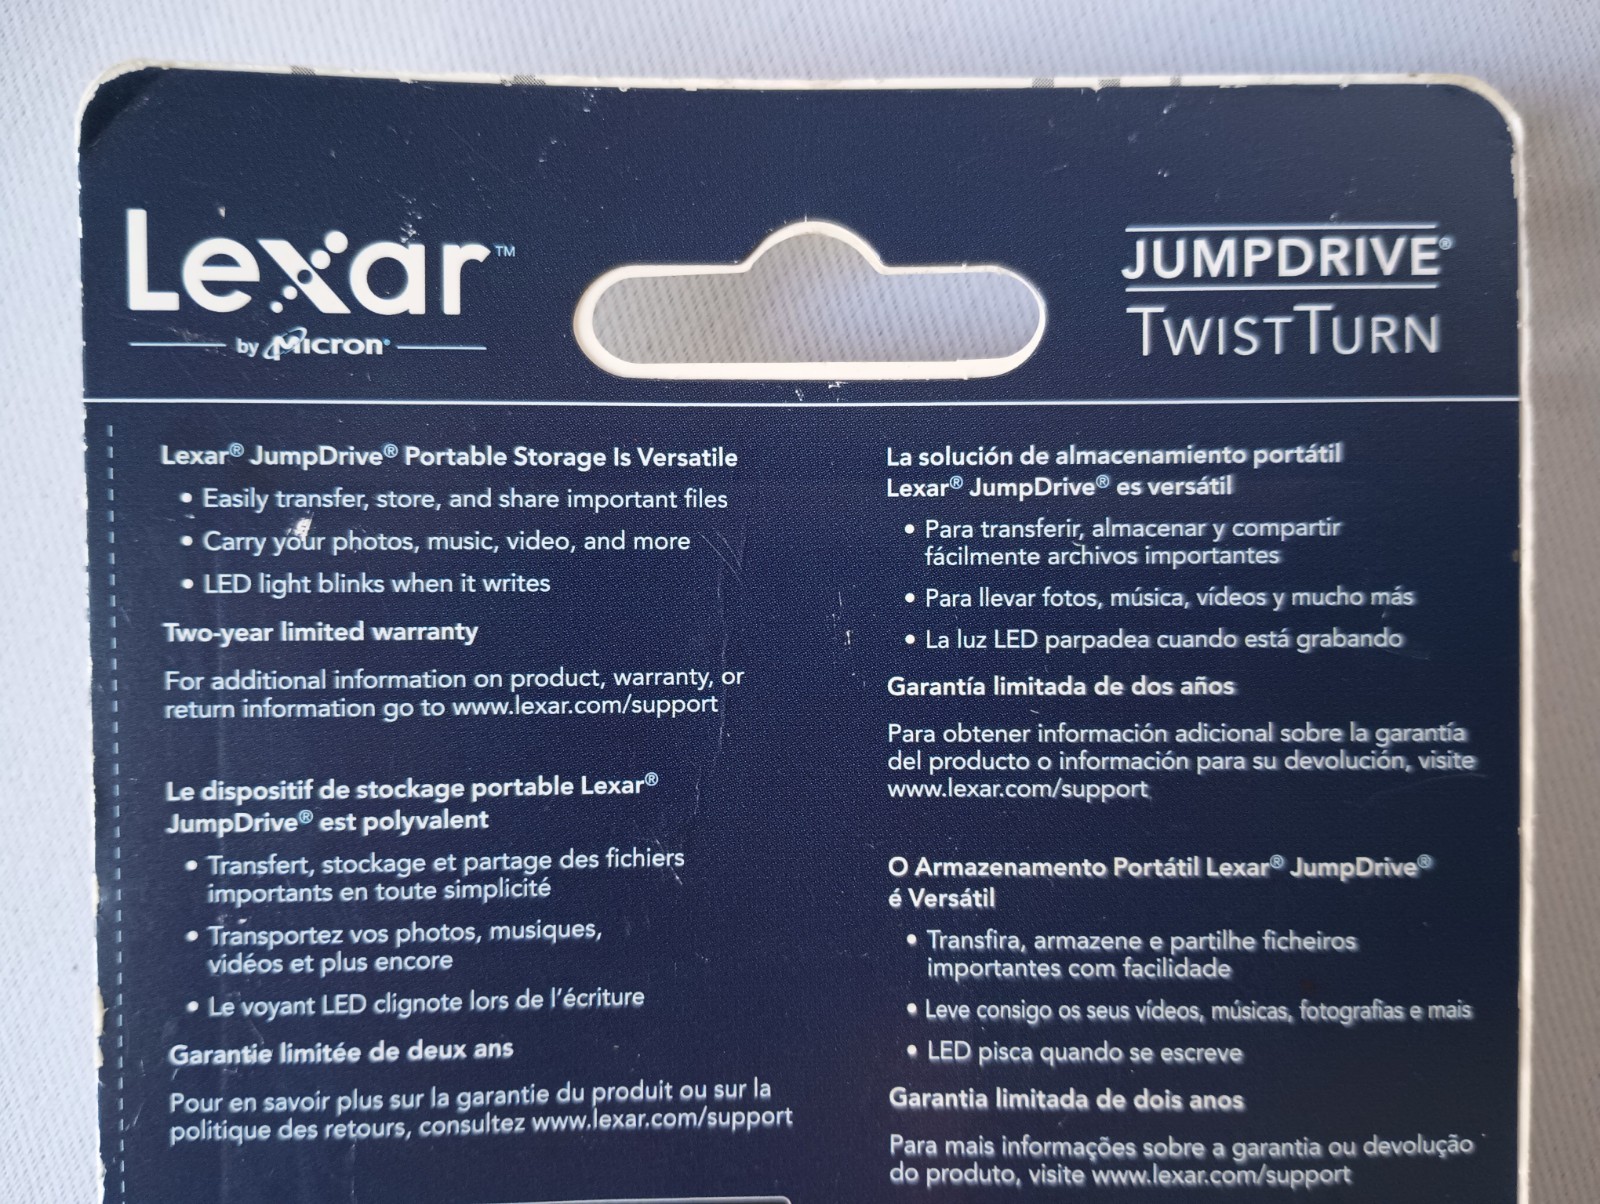 Lexar™
by Micron®
JUMPDRIVE®
TWISTTURN
Lexar® JumpDrive® Portable Storage Is Versatile
• Easily transfer, store, and share important files
• Carry your photos, music, video, and more
• LED light blinks when it writes
Two-year limited warranty
For additional information on product, warranty, or
return information go to www.lexar.com/support
Le dispositif de stockage portable Lexar®
JumpDrive® est polyvalent
• Transfert, stockage et partage des fichiers
importants en toute simplicité
• Transportez vos photos, musiques,
vidéos et plus encore
• Le voyant LED clignote lors de l'écriture
Garantie limitée de deux ans
Pour en savoir plus sur la garantie du produit ou sur la
politique des retours, consultez www.lexar.com/support
La solución de almacenamiento portátil
Lexar® JumpDrive® es versátil
• Para transferir, almacenar y compartir
fácilmente archivos importantes
• Para llevar fotos, música, vídeos y mucho más
• La luz LED parpadea cuando está grabando
Garantía limitada de dos años
Para obtener información adicional sobre la garantía
del producto o información para su devolución, visite
www.lexar.com/support
O Armazenamento Portátil Lexar® JumpDrive®
é Versátil
• Transfira, armazene e partilhe ficheiros
importantes com facilidade
• Leve consigo os seus vídeos, músicas, fotografias e mais
• LED pisca quando se escreve
Garantia limitada de dois anos
Para mais informações sobre a garantia ou devolução
do produto, visite www.lexar.com/support